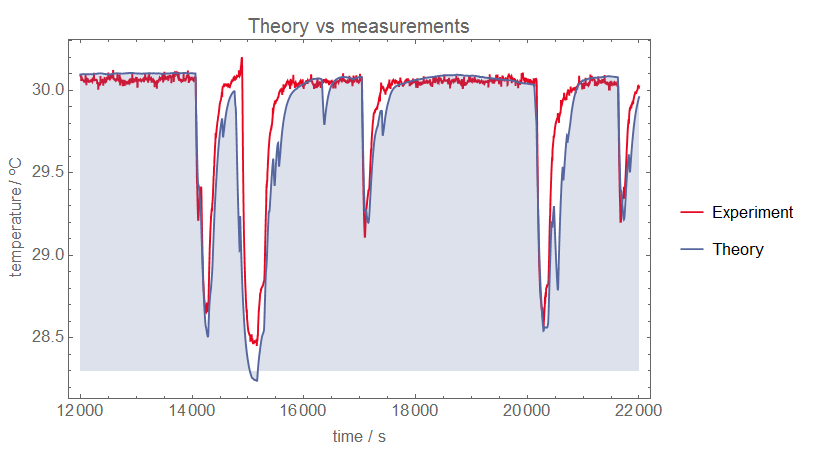 Theory vs measurements
30.0
29.5
29.0
28.5
temperature/ ºC
12000 14000 16000 18000 20000 22000
time / s
Experiment
Theory